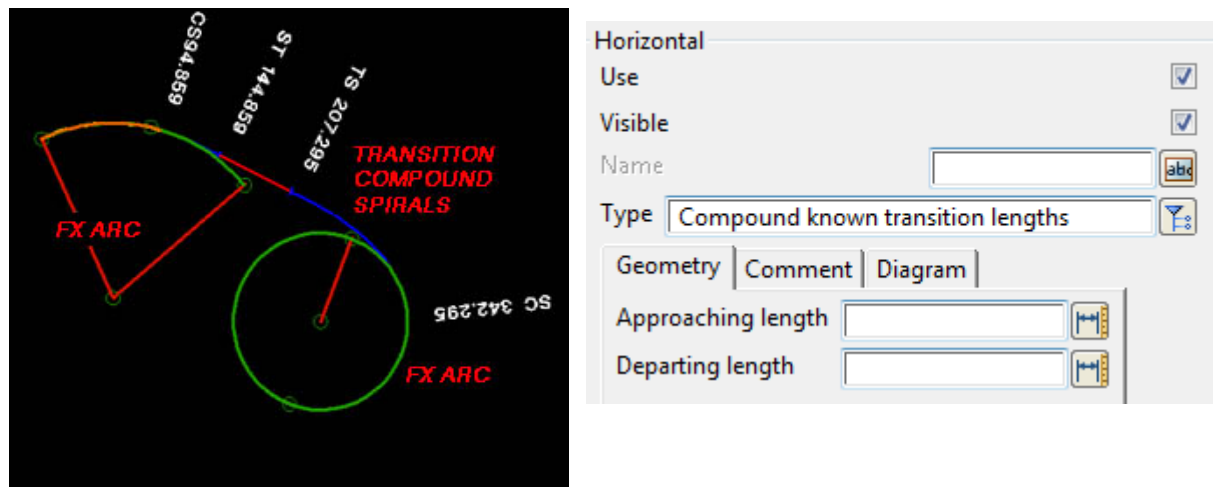 CS94.859
ST 144.859
TS 207.295
TRANSITION
COMPOUND
SPIRALS
FX ARC
SC 342.295
FX ARC
Horizontal
Use
Visible
Name
abc
Type Compound known transition lengths
Geometry Comment Diagram
Approaching length
Departing length